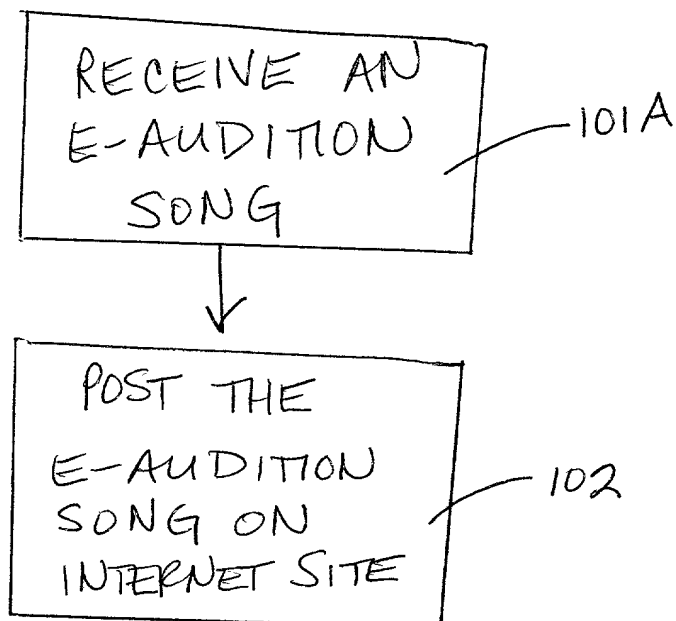 RECEIVE AN
E-AUDITION
SONG
101A
POST THE
E-AUDITION
SONG ON
INTERNET SITE
102